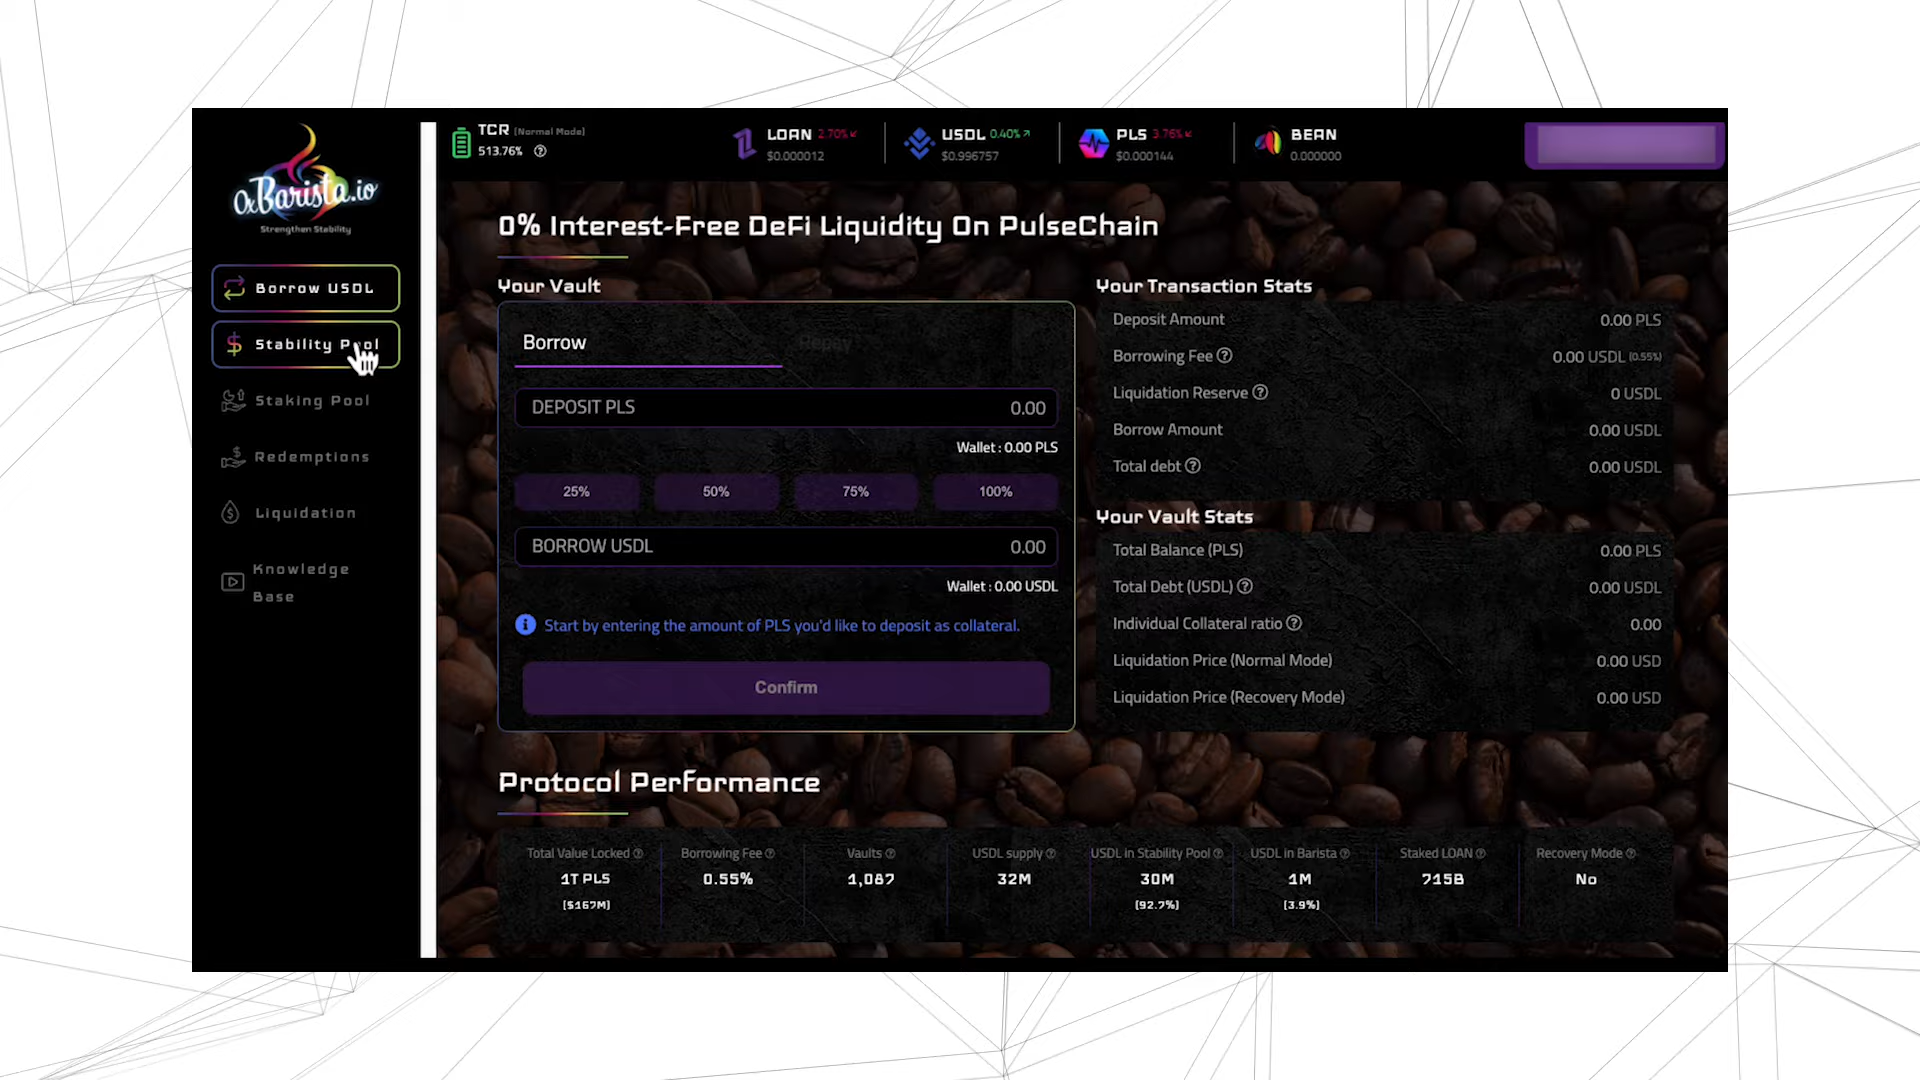 0xBarista.io
Strengthen Stability
Borrow USDL
Stability Pool
Staking Pool
Redemptions
Liquidation
Knowledge
Base
TCR (Normal Mode)
513.76%
LOAN 2.70%
$0.000012
USDL 0.40%
$0.996757
PLS 3.76%
$0.000144
BEAN
0.000000
0% Interest-Free DeFi Liquidity On PulseChain
Your Vault
Borrow
Repay
DEPOSIT PLS 0.00
Wallet : 0.00 PLS
25% 50% 75% 100%
BORROW USDL 0.00
Wallet : 0.00 USDL
Start by entering the amount of PLS you'd like to deposit as collateral.
Confirm
Your Transaction Stats
Deposit Amount 0.00 PLS
Borrowing Fee 0.00 USDL (0.55%)
Liquidation Reserve 0 USDL
Borrow Amount 0.00 USDL
Total debt 0.00 USDL
Your Vault Stats
Total Balance (PLS) 0.00 PLS
Total Debt (USDL) 0.00 USDL
Individual Collateral ratio 0.00
Liquidation Price (Normal Mode) 0.00 USD
Liquidation Price (Recovery Mode) 0.00 USD
Protocol Performance
Total Value Locked Borrowing Fee Vaults USDL supply USDL in Stability Pool USDL in Barista Staked LOAN Recovery Mode
1T PLS 0.55% 1,087 32M 30M 1M 715B No
($167M) (92.7%) (3.9%)